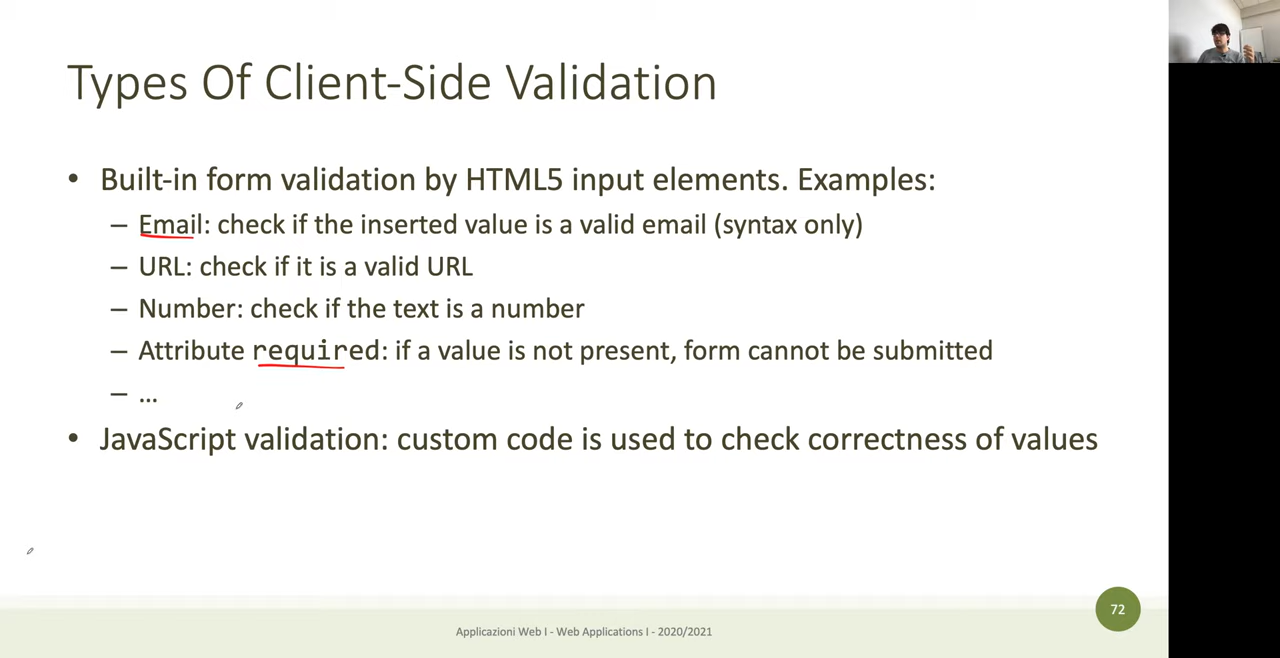 Types Of Client-Side Validation
• Built-in form validation by HTML5 input elements. Examples:
– Email: check if the inserted value is a valid email (syntax only)
– URL: check if it is a valid URL
– Number: check if the text is a number
– Attribute required: if a value is not present, form cannot be submitted
– ...
• JavaScript validation: custom code is used to check correctness of values
72
Applicazioni Web I - Web Applications I - 2020/2021